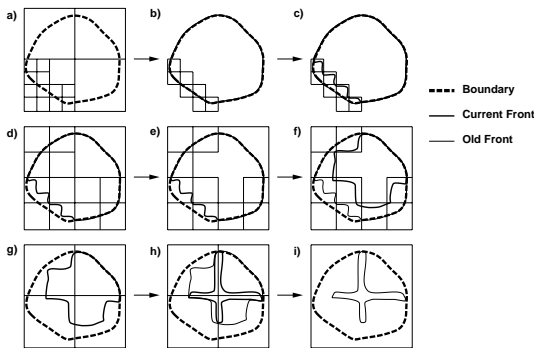 a)
b)
c)
Boundary
Current Front
Old Front
d)
e)
f)
g)
h)
i)